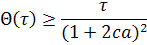 Θ(τ) ≥ τ / (1 + 2ca)²